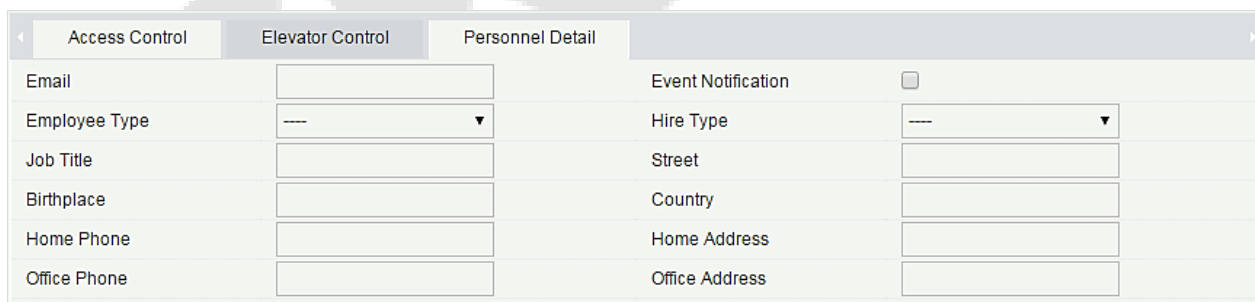 Access Control Elevator Control Personnel Detail
Email Event Notification
Employee Type ---- Hire Type ----
Job Title Street
Birthplace Country
Home Phone Home Address
Office Phone Office Address